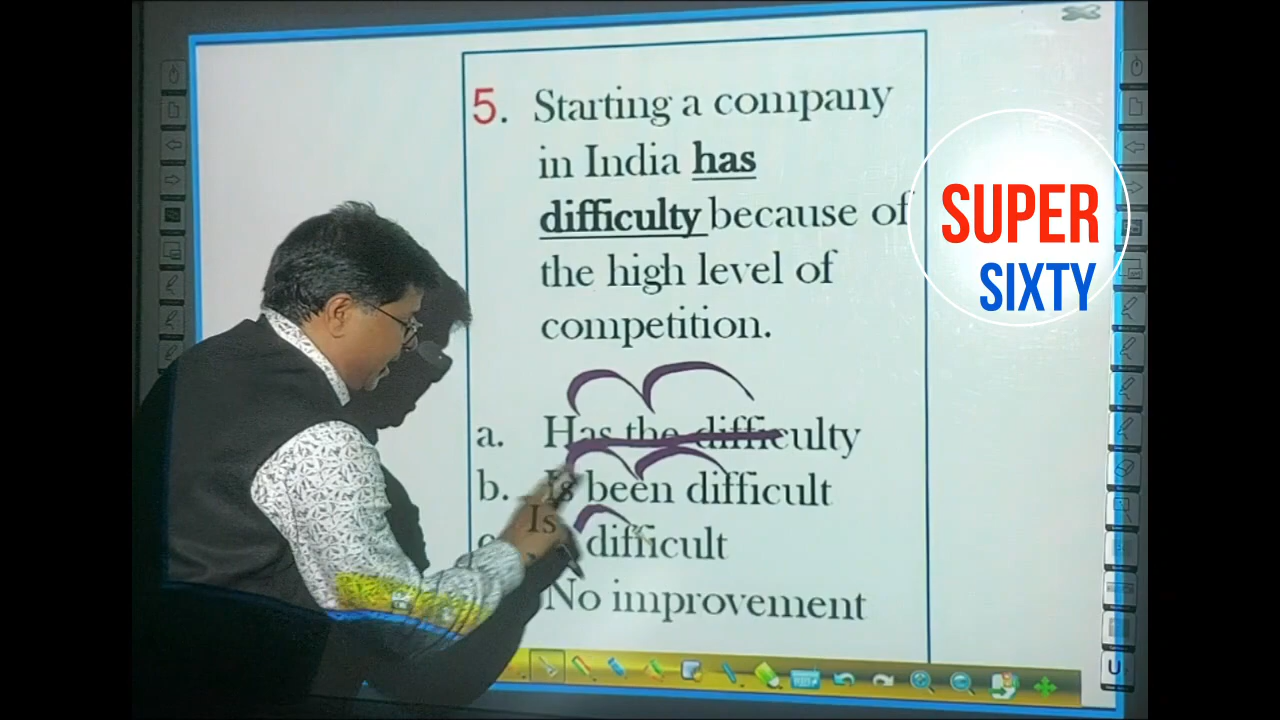 5. Starting a company
in India has
difficulty because of
the high level of
competition.
a. Has the difficulty
b. Is been difficult
Is difficult
No improvement
SUPER
SIXTY